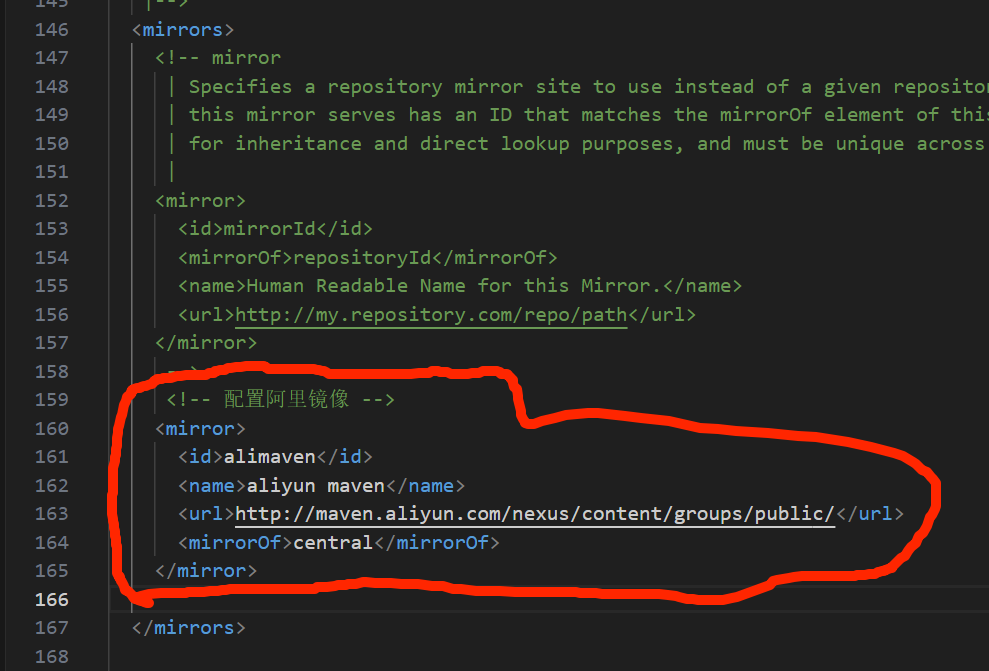 145 |-->
146 <mirrors>
147 <!-- mirror
148 | Specifies a repository mirror site to use instead of a given
149 | this mirror serves has an ID that matches the mirrorOf element of
150 | for inheritance and direct lookup purposes, and must be unique across
151 |
152 <mirror>
153 <id>mirrorId</id>
154 <mirrorOf>repositoryId</mirrorOf>
155 <name>Human Readable Name for this Mirror.</name>
156 <url>http://my.repository.com/repo/path</url>
157 </mirror>
158 -->
159 <!-- 配置阿里镜像 -->
160 <mirror>
161 <id>alimaven</id>
162 <name>aliyun maven</name>
163 <url>http://maven.aliyun.com/nexus/content/groups/public/</url>
164 <mirrorOf>central</mirrorOf>
165 </mirror>
166
167 </mirrors>
168